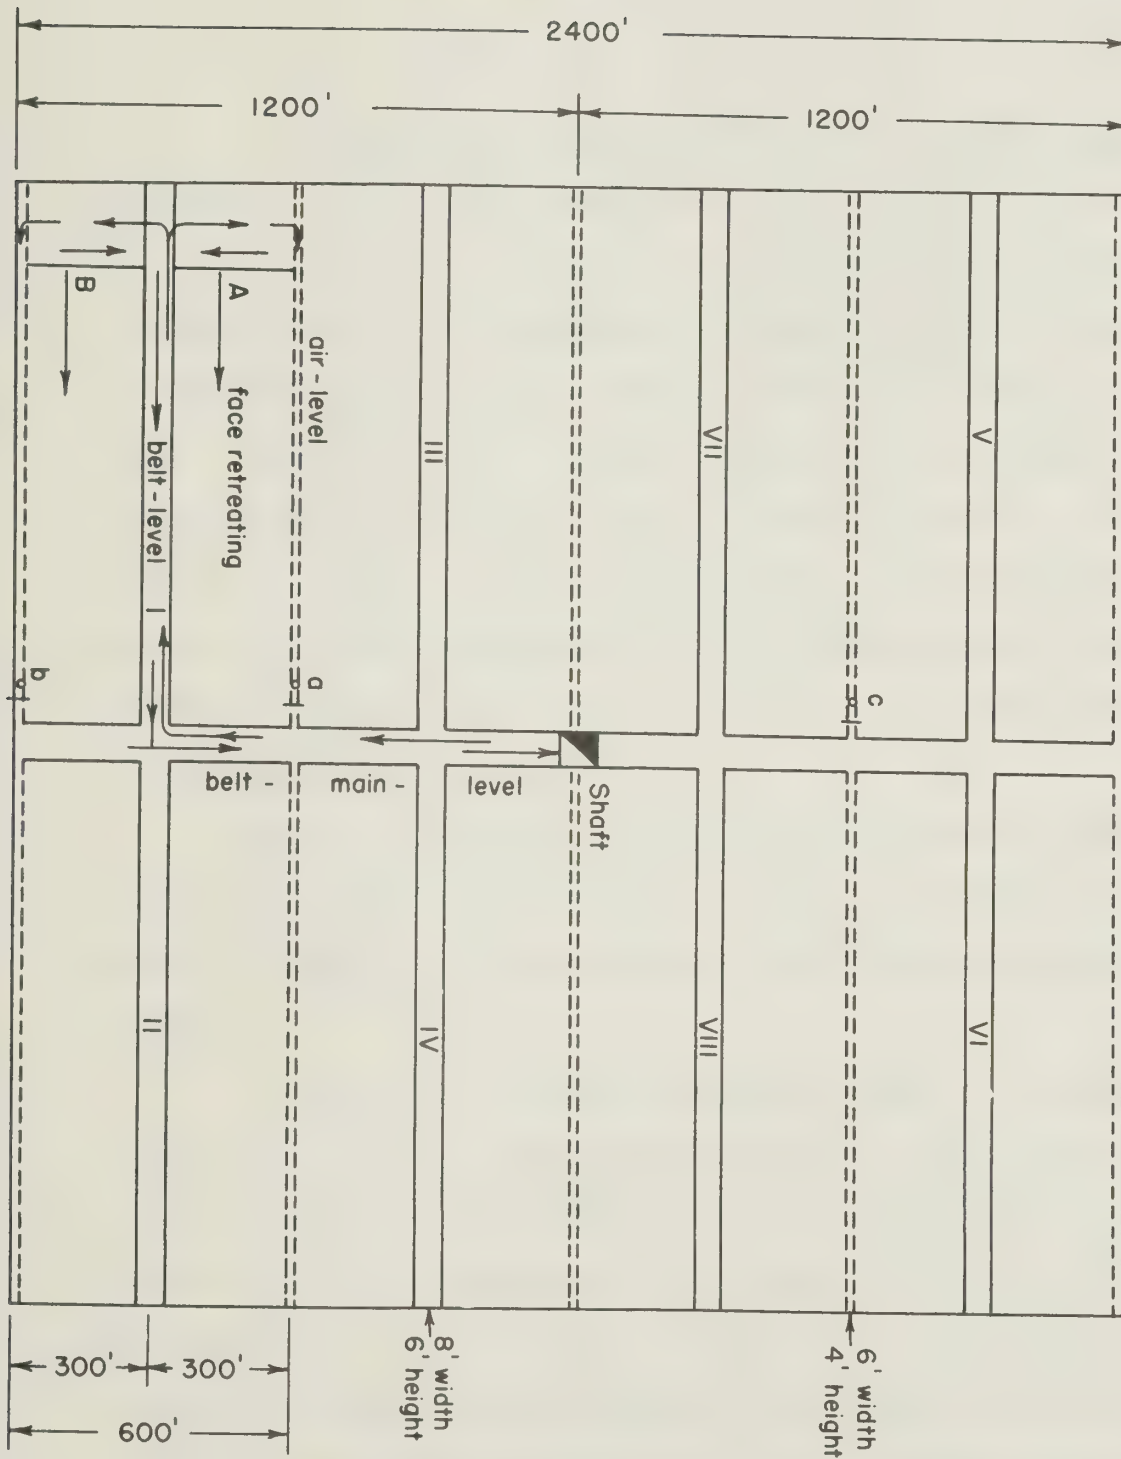 2400'
1200'
1200'
A
B
air-level
face retreating
belt-level I
III
VII
V
a
b
c
belt- main- level
Shaft
II
IV
VIII
VI
300'
300'
600'
8' width
6' height
6' width
4' height